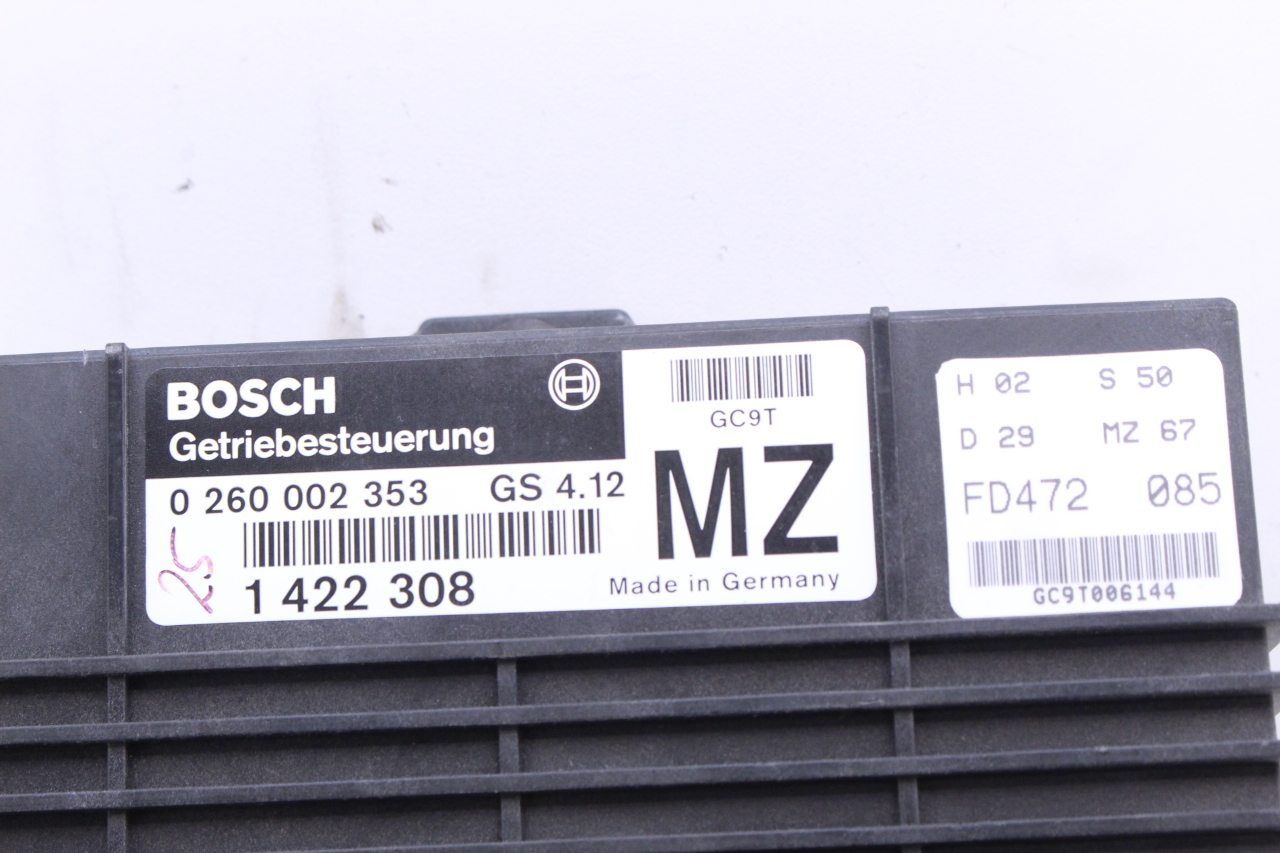 BOSCH
Getriebesteuerung
0 260 002 353 GS 4.12
25
1 422 308
GC9T
MZ
Made in Germany
H 02 S 50
D 29 MZ 67
FD472 085
GC9T006144